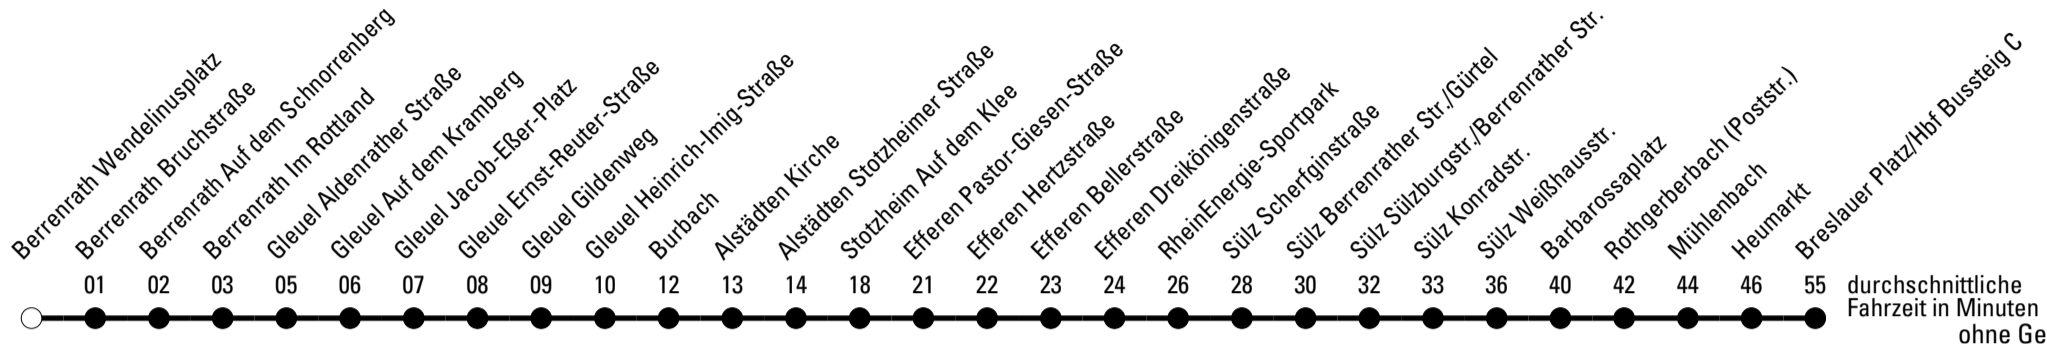 Berrenrath Wendelinusplatz
Berrenrath Bruchstraße
Berrenrath Auf dem Schnorrenberg
Berrenrath Im Rottland
Gleuel Aldenrather Straße
Gleuel Auf dem Kramberg
Gleuel Jacob-Eßer-Platz
Gleuel Ernst-Reuter-Straße
Gleuel Gildenweg
Gleuel Heinrich-Imig-Straße
Burbach
Alstädten Kirche
Alstädten Stotzheimer Straße
Stotzheim Auf dem Klee
Efferen Pastor-Giesen-Straße
Efferen Hertzstraße
Efferen Bellerstraße
Efferen Dreikönigenstraße
RheinEnergie-Sportpark
Sülz Scherfginstraße
Sülz Berrenrather Str./Gürtel
Sülz Sülzburgstr./Berrenrather Str.
Sülz Konradstr.
Sülz Weißhausstr.
Barbarossaplatz
Rothgerberbach (Poststr.)
Mühlenbach
Heumarkt
Breslauer Platz/Hbf Bussteig C
01 02 03 05 06 07 08 09 10 12 13 14 18 21 22 23 24 26 28 30 32 33 36 40 42 44 46 55 durchschnittliche
Fahrzeit in Minuten
ohne Ge